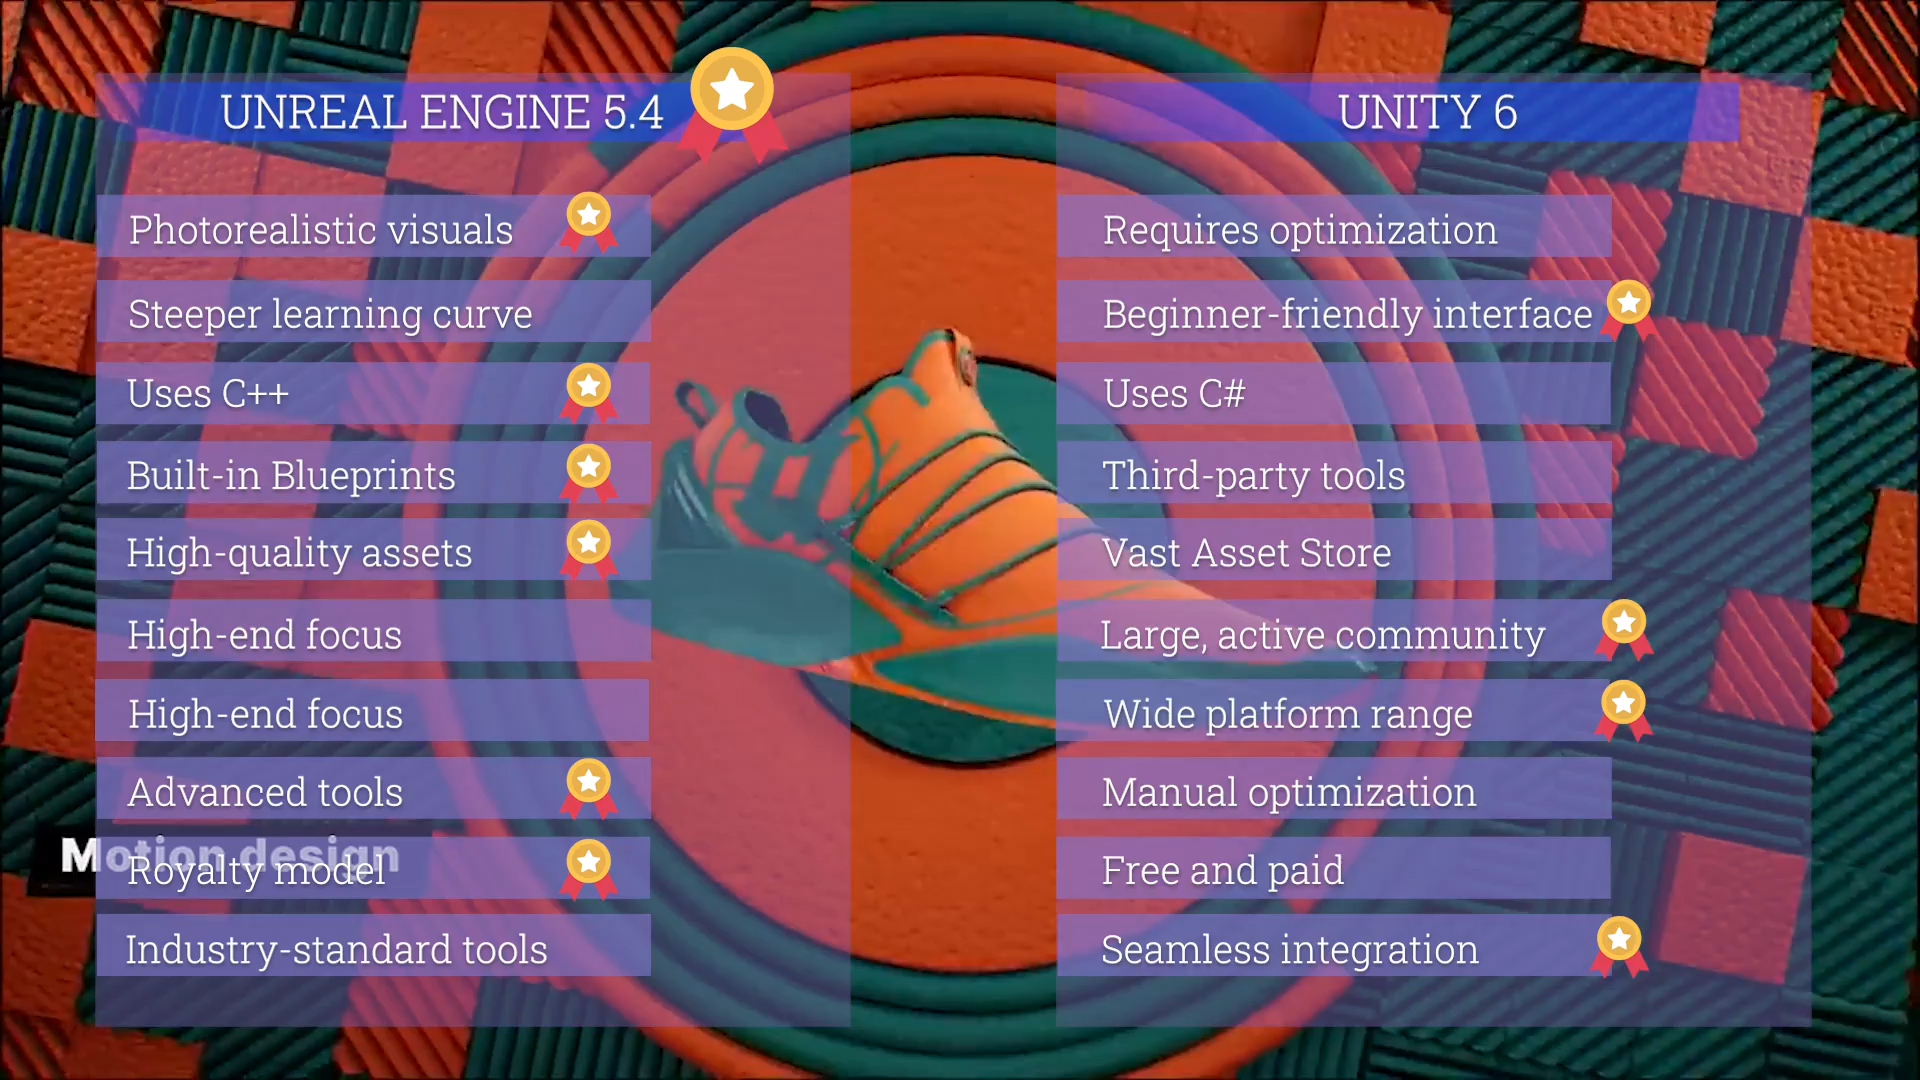 UNREAL ENGINE 5.4
Photorealistic visuals
Steeper learning curve
Uses C++
Built-in Blueprints
High-quality assets
High-end focus
High-end focus
Advanced tools
Motion design
Royalty model
Industry-standard tools
UNITY 6
Requires optimization
Beginner-friendly interface
Uses C#
Third-party tools
Vast Asset Store
Large, active community
Wide platform range
Manual optimization
Free and paid
Seamless integration